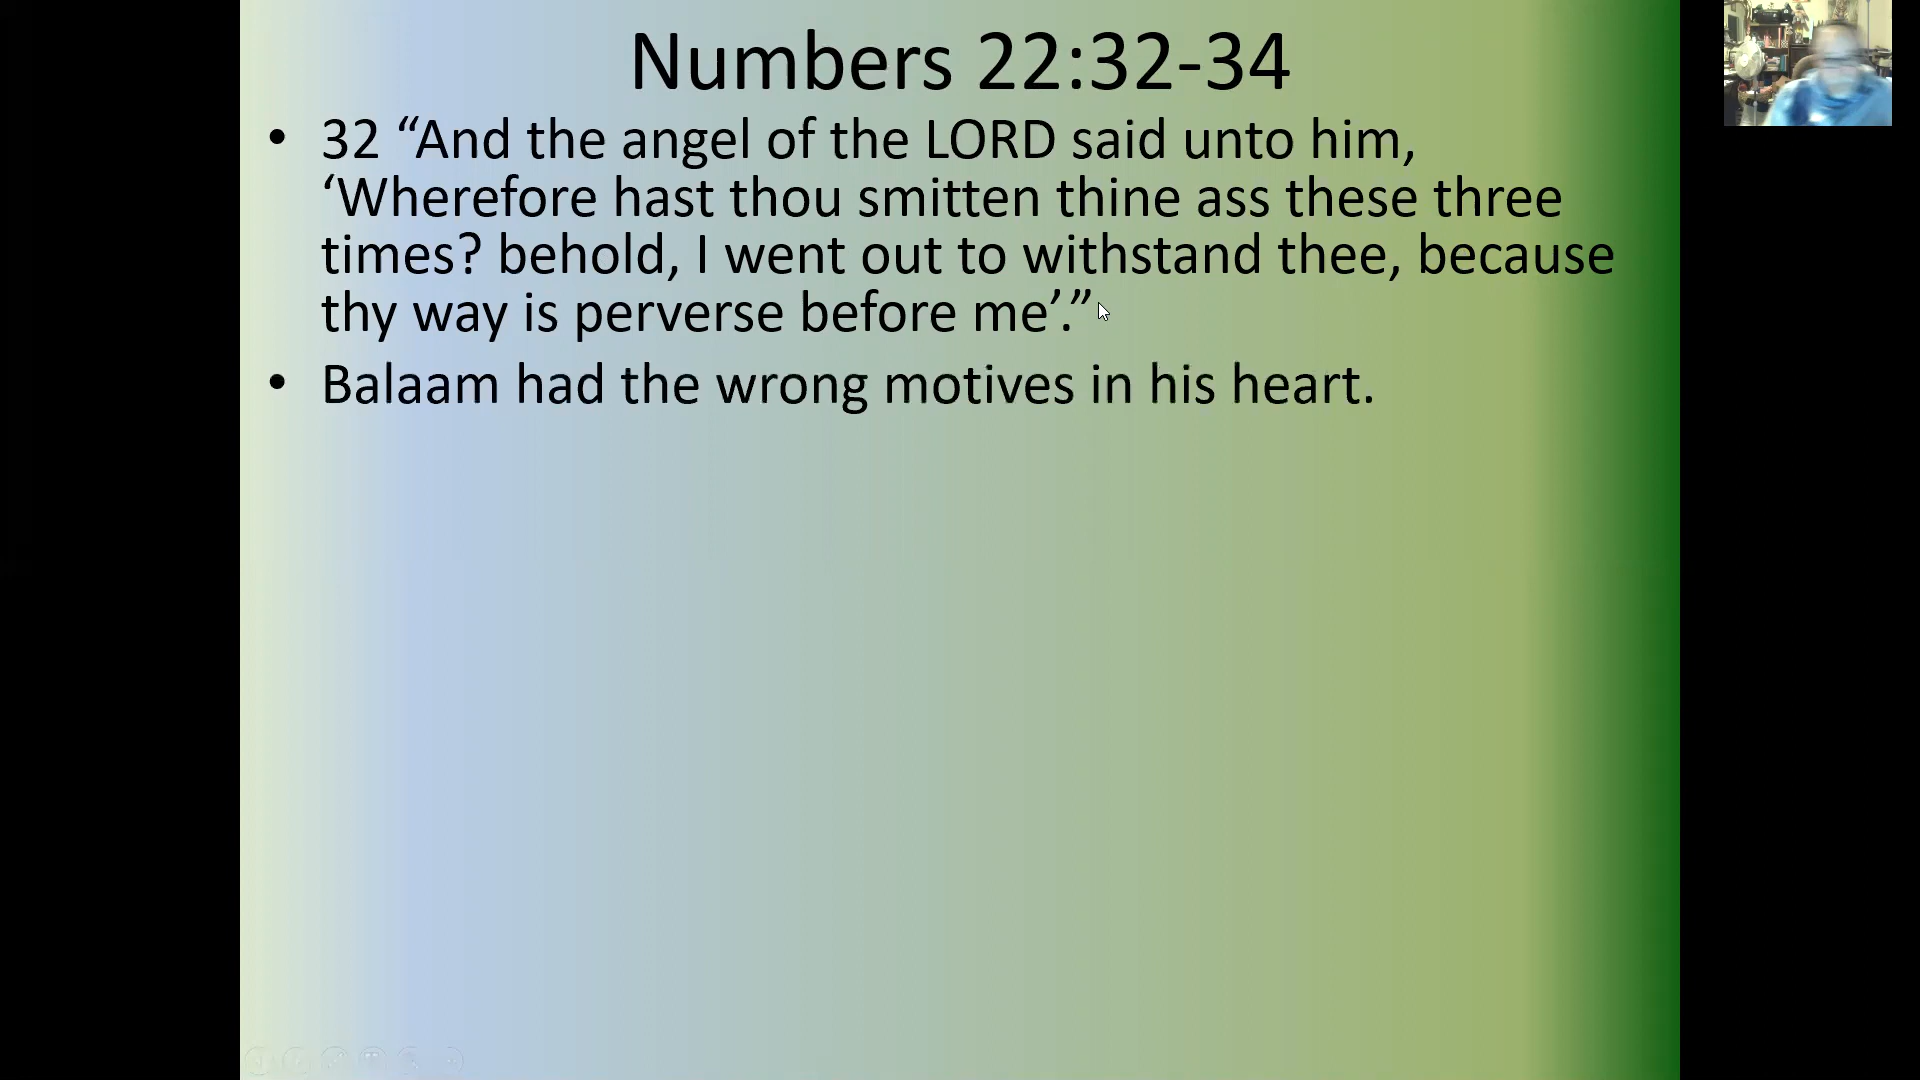 Numbers 22:32-34
• 32 “And the angel of the LORD said unto him,
‘Wherefore hast thou smitten thine ass these three
times? behold, I went out to withstand thee, because
thy way is perverse before me’.”
• Balaam had the wrong motives in his heart.